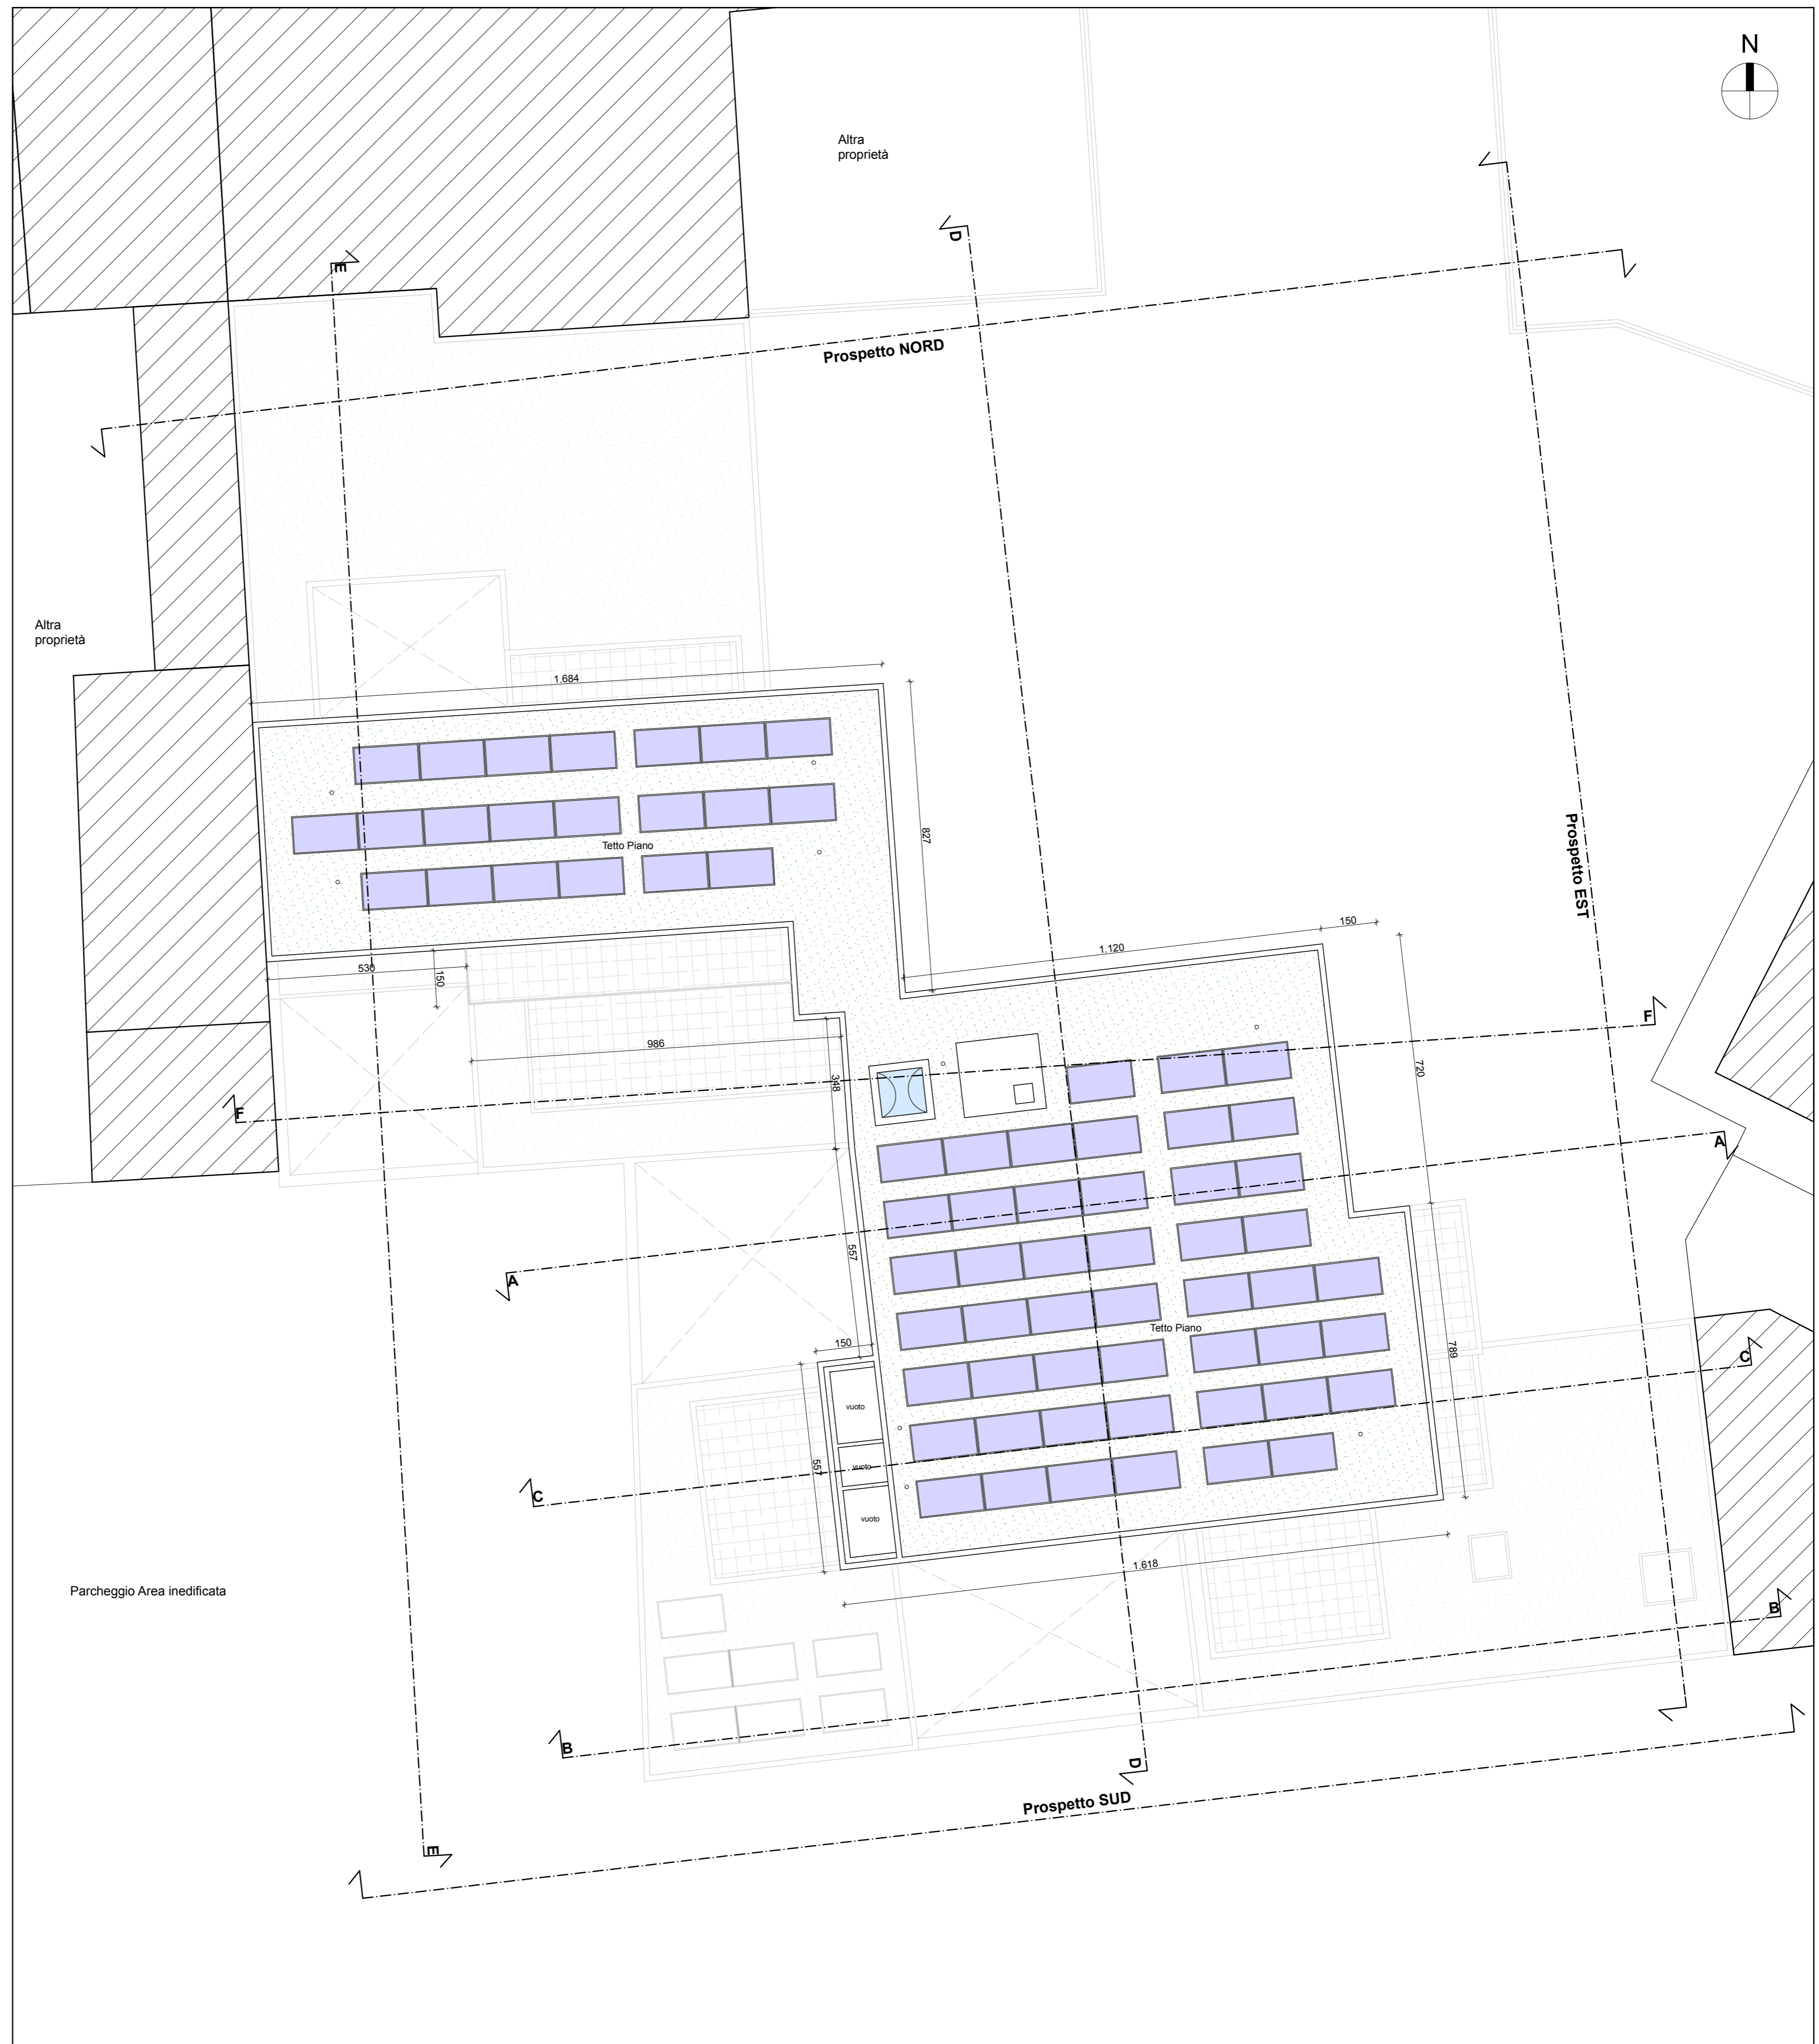 N
Altra
proprietà
D
E
Prospetto NORD
Altra
proprietà
1.684
827
Tetto Piano
Prospetto EST
150
1.120
530
150
986
348
720
F
F
A
A
557
Tetto Piano
150
789
C
vuoto
vuoto
557
C
vuoto
1.618
Parcheggio Area inedificata
B
B
D
Prospetto SUD
E